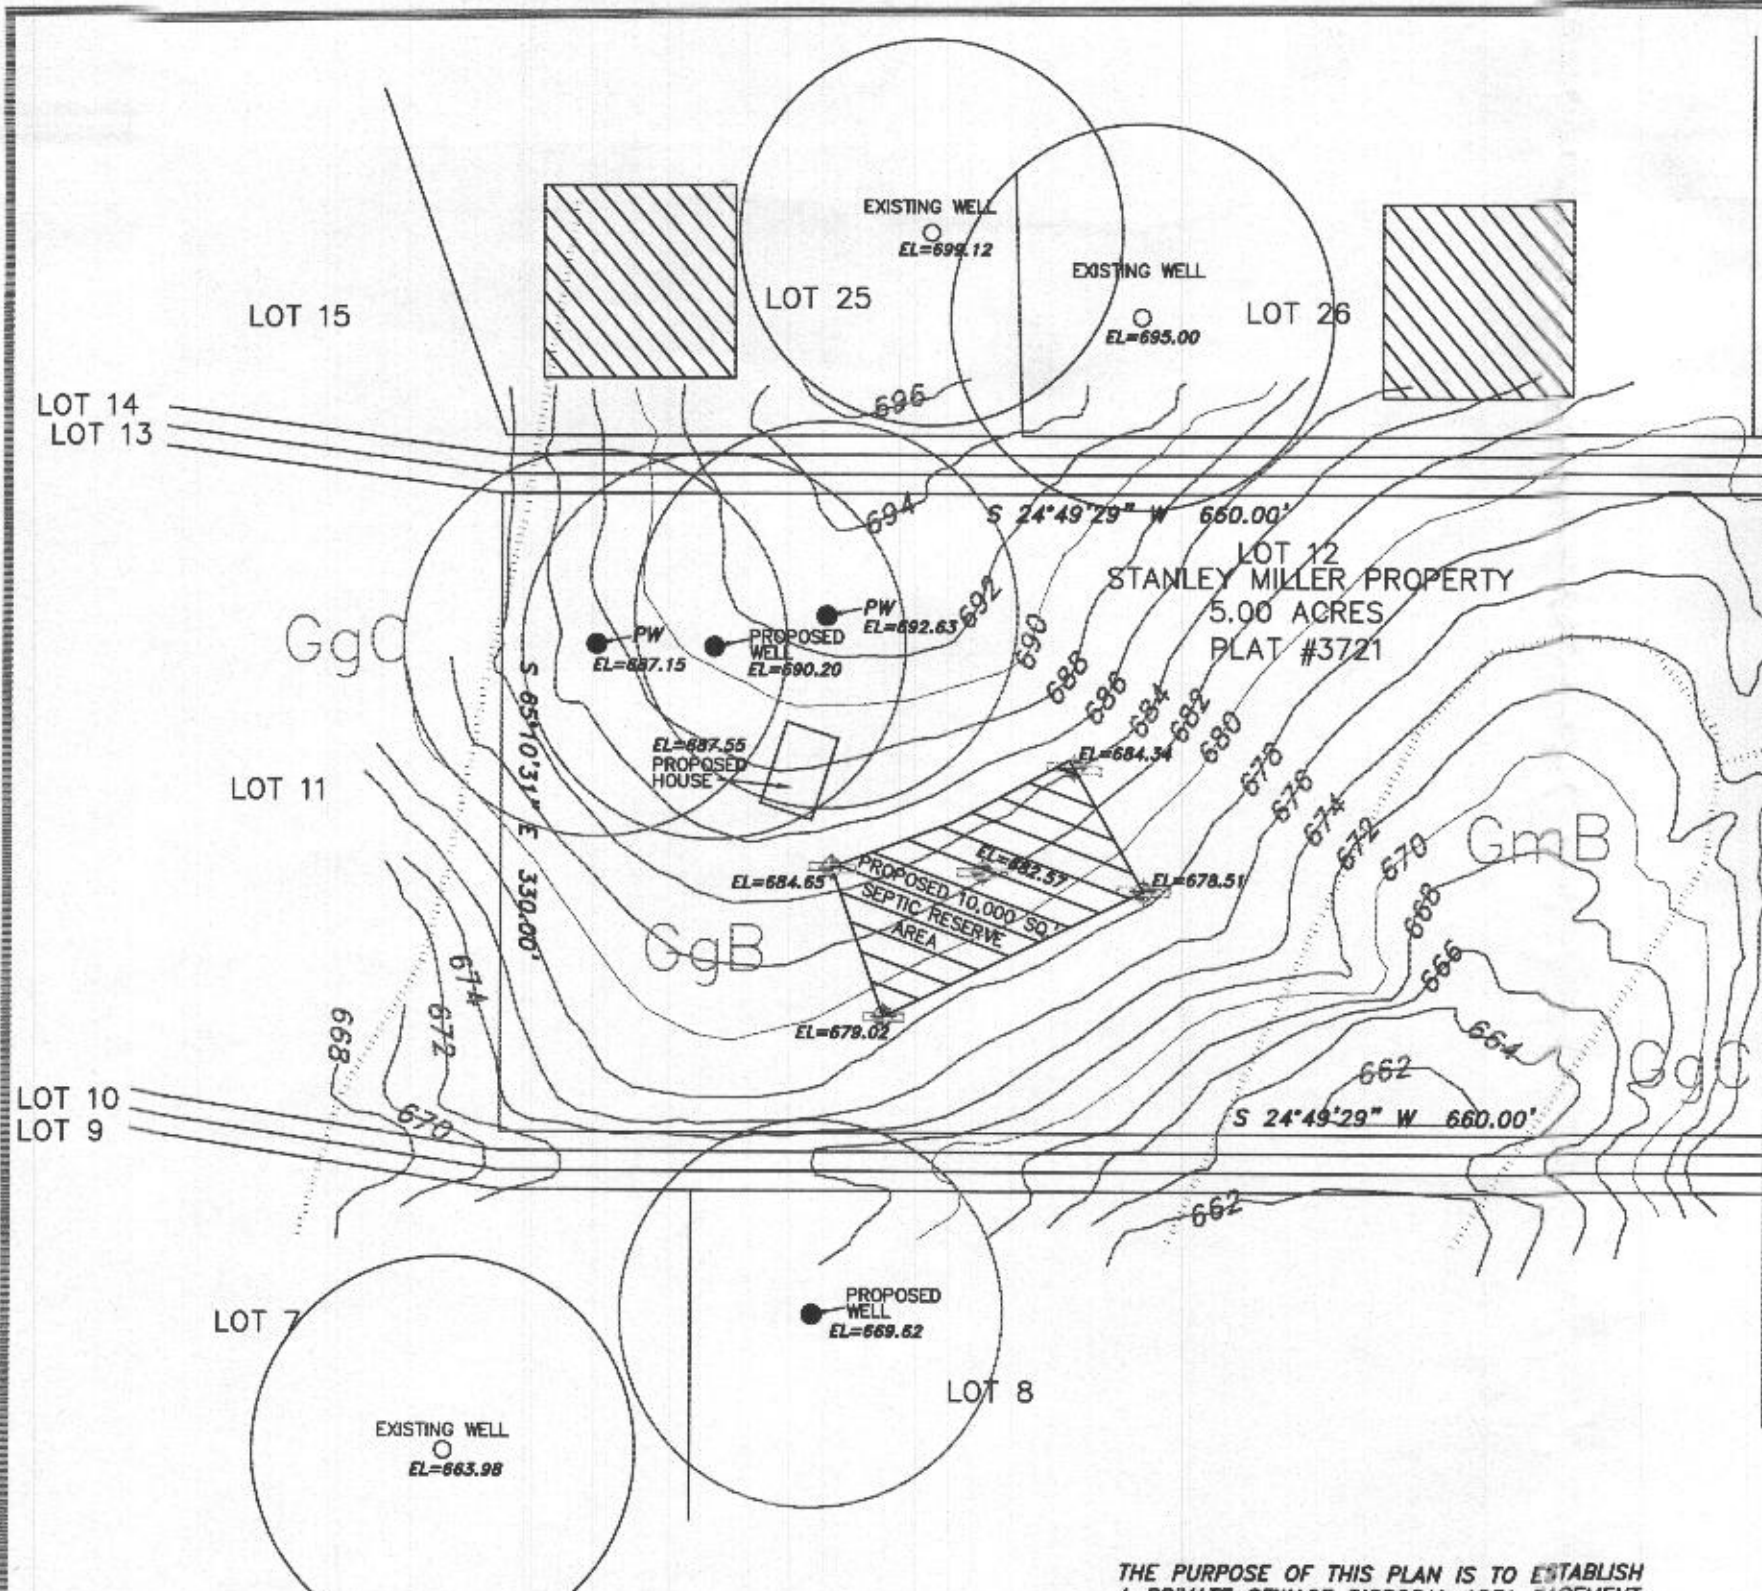 EXISTING WELL
EL=699.12
EXISTING WELL
EL=695.00
LOT 25
LOT 26
LOT 15
LOT 14
LOT 13
696
694
S 24°49'29" W 660.00'
LOT 12
STANLEY MILLER PROPERTY
5.00 ACRES
PLAT #3721
PW
EL=692.63
692
690
688
686
684
682
680
678
676
674
672
670
668
666
664
662
GgC
PW
EL=687.15
PROPOSED
WELL
EL=690.20
S 65°10'31" E 330.00'
EL=687.55
PROPOSED
HOUSE
EL=684.34
LOT 11
GmB
EL=684.65
EL=682.57
EL=678.51
PROPOSED 10,000 SQ.'
SEPTIC RESERVE
AREA
GgB
EL=679.02
674
672
668
670
GgC
LOT 10
LOT 9
S 24°49'29" W 660.00'
662
LOT 7
PROPOSED
WELL
EL=669.62
LOT 8
EXISTING WELL
EL=663.98
THE PURPOSE OF THIS PLAN IS TO ESTABLISH